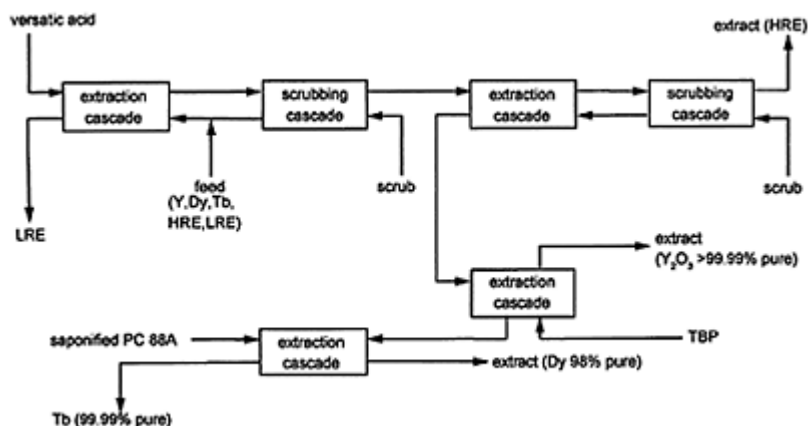 versatic acid
extract (HRE)
extraction
cascade
scrubbing
cascade
extraction
cascade
scrubbing
cascade
feed
(Y,Dy,Tb,
HRE,LRE)
scrub
scrub
LRE
extract
(Y₂O₃ >99.99% pure)
extraction
cascade
saponified PC 88A
extraction
cascade
TBP
extract (Dy 98% pure)
Tb (99.99% pure)